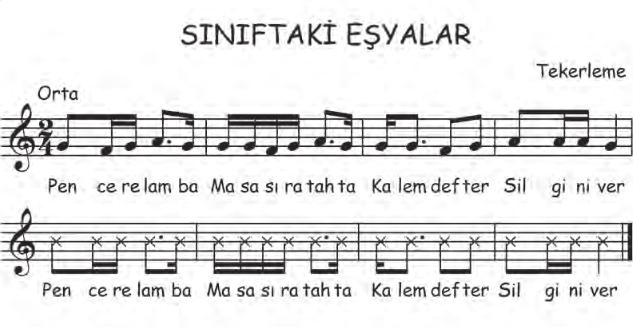 SINIFTAKİ EŞYALAR
Tekerleme
Orta
2
4
Pen ce re lam ba Ma sa sı ra tah ta Ka lem def ter Sil gi ni ver
Pen ce re lam ba Ma sa sı ra tah ta Ka lem def ter Sil gi ni ver